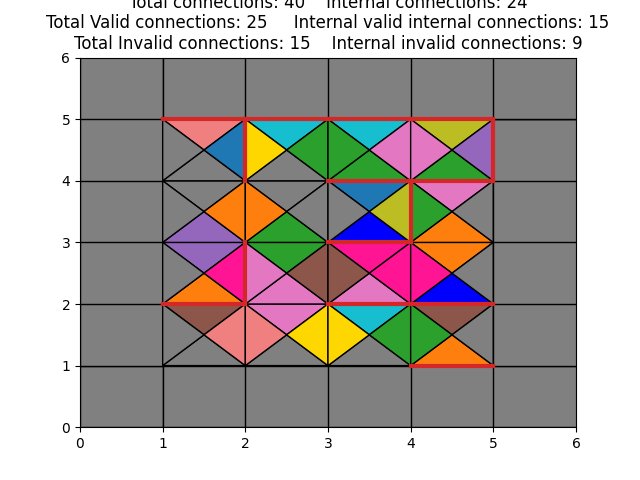 Total connections: 40    Internal connections: 24
Total Valid connections: 25    Internal valid internal connections: 15
Total Invalid connections: 15    Internal invalid connections: 9
6
5
4
3
2
1
0
0 1 2 3 4 5 6